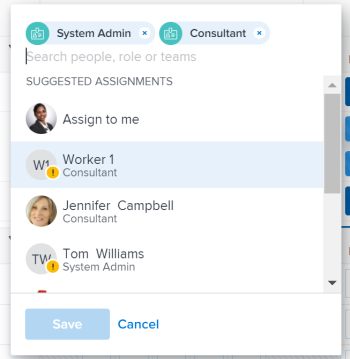 System Admin × Consultant ×
Search people, role or teams
SUGGESTED ASSIGNMENTS
Assign to me
W1
Worker 1
Consultant
Jennifer Campbell
Consultant
TW
Tom Williams
System Admin
Save Cancel